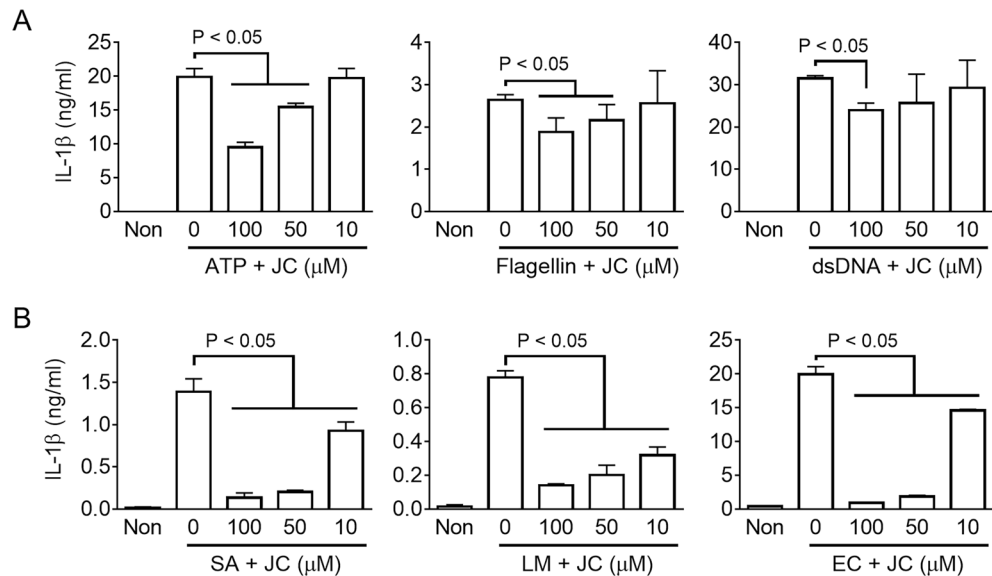 A
IL-1β (ng/ml)
25
20
15
10
5
0
P < 0.05
Non 0 100 50 10
ATP + JC (μM)
4
3
2
1
0
P < 0.05
Non 0 100 50 10
Flagellin + JC (μM)
40
30
20
10
0
P < 0.05
Non 0 100 50 10
dsDNA + JC (μM)
B
IL-1β (ng/ml)
2.0
1.5
1.0
0.5
0.0
P < 0.05
Non 0 100 50 10
SA + JC (μM)
1.0
0.8
0.6
0.4
0.2
0.0
P < 0.05
Non 0 100 50 10
LM + JC (μM)
25
20
15
10
5
0
P < 0.05
Non 0 100 50 10
EC + JC (μM)